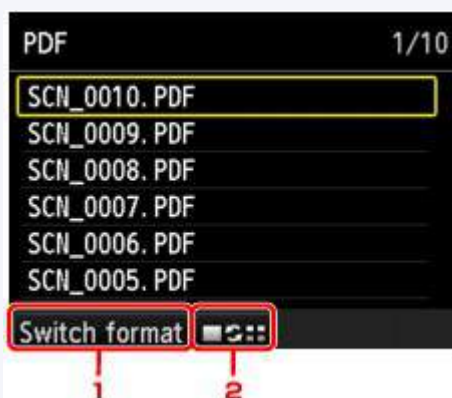 PDF 1/10
SCN_0010.PDF
SCN_0009.PDF
SCN_0008.PDF
SCN_0007.PDF
SCN_0006.PDF
SCN_0005.PDF
Switch format
1 2